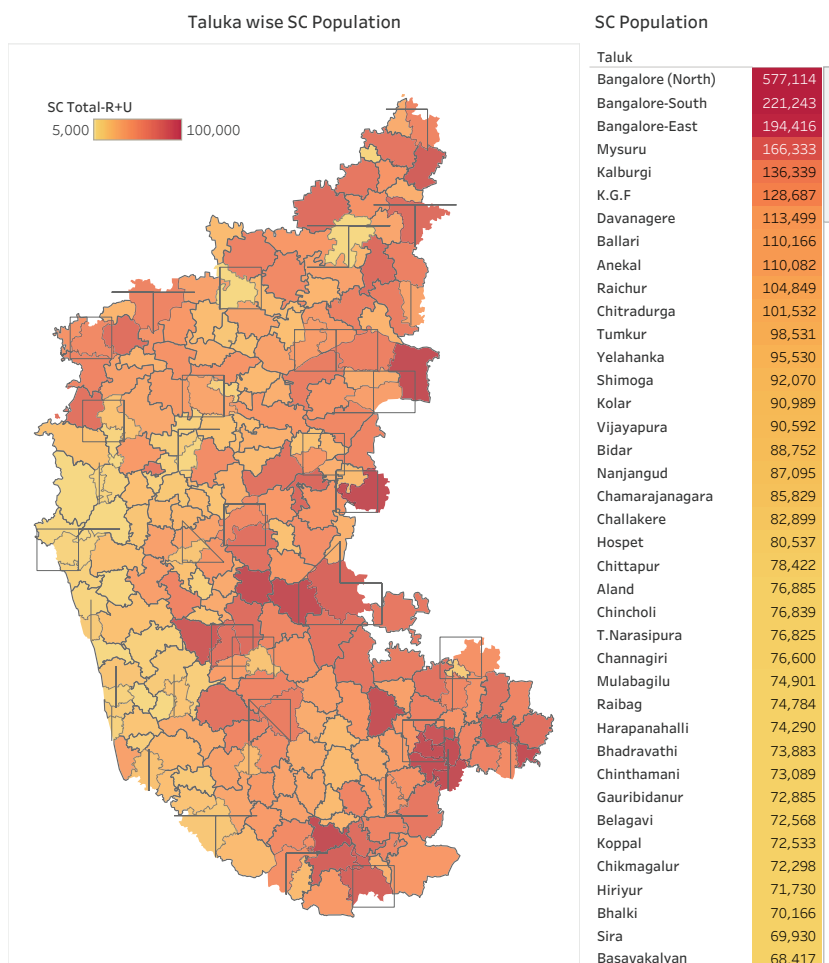 Taluka wise SC Population
SC Total-R+U
5,000 100,000
SC Population
Taluk
Bangalore (North) 577,114
Bangalore-South 221,243
Bangalore-East 194,416
Mysuru 166,333
Kalburgi 136,339
K.G.F 128,687
Davanagere 113,499
Ballari 110,166
Anekal 110,082
Raichur 104,849
Chitradurga 101,532
Tumkur 98,531
Yelahanka 95,530
Shimoga 92,070
Kolar 90,989
Vijayapura 90,592
Bidar 88,752
Nanjangud 87,095
Chamarajanagara 85,829
Challakere 82,899
Hospet 80,537
Chittapur 78,422
Aland 76,885
Chincholi 76,839
T.Narasipura 76,825
Channagiri 76,600
Mulabagilu 74,901
Raibag 74,784
Harapanahalli 74,290
Bhadravathi 73,883
Chinthamani 73,089
Gauribidanur 72,885
Belagavi 72,568
Koppal 72,533
Chikmagalur 72,298
Hiriyur 71,730
Bhalki 70,166
Sira 69,930
Basavakalyan 68,417